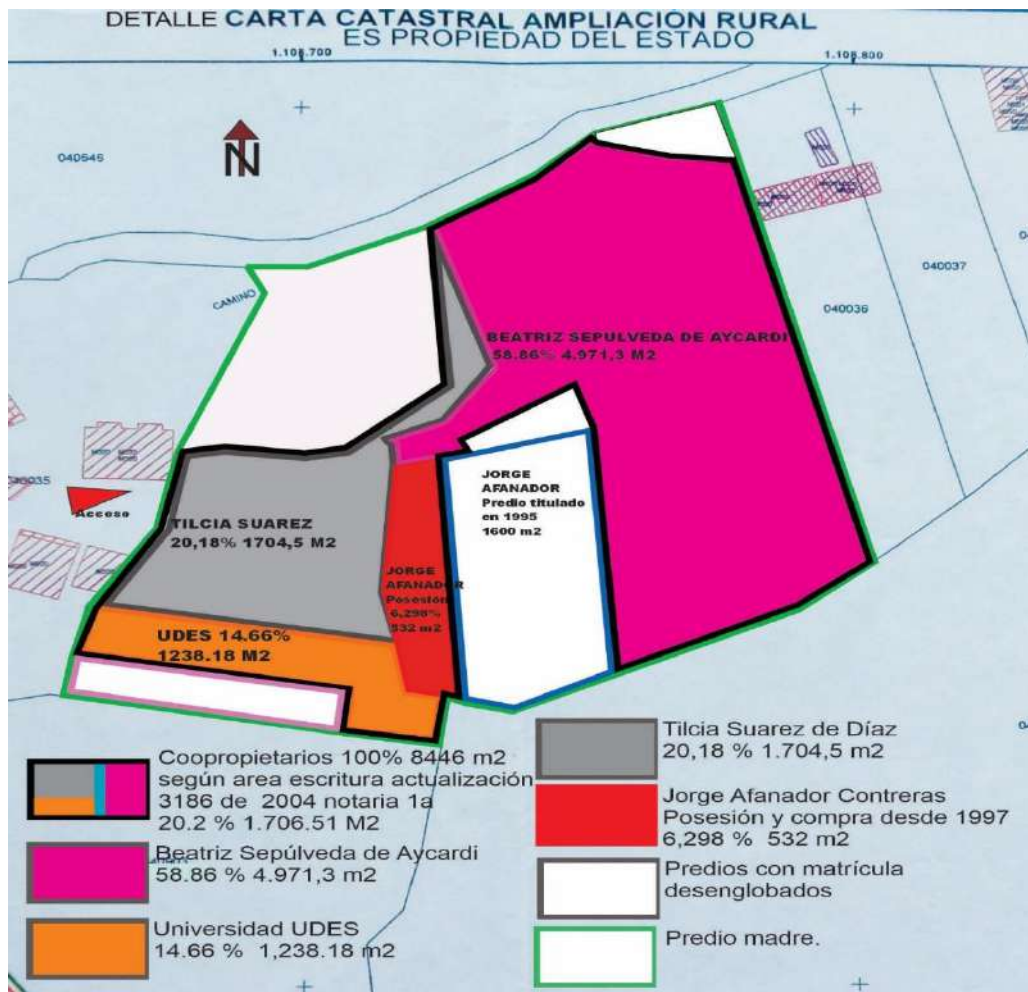 DETALLE CARTA CATASTRAL AMPLIACIÓN RURAL
ES PROPIEDAD DEL ESTADO
1.108.800
N
040646
CAMINO
040037
040036
BEATRIZ SEPULVEDA DE AYCARDI
58.86% 4.971,3 M2
Acceso
TILCIA SUAREZ
20,18% 1704,5 M2
JORGE
AFANADOR
Predio titulado
en 1995
1600 m2
JORGE
AFANADOR
Posesión
6,298%
532 m2
UDES 14.66%
1238.18 M2
Coopropietarios 100% 8446 m2
según area escritura actualización
3186 de 2004 notaria 1a
20.2 % 1.706.51 M2
Beatriz Sepúlveda de Aycardi
58.86 % 4.971,3 m2
Universidad UDES
14.66 % 1,238.18 m2
Tilcia Suarez de Díaz
20,18 % 1.704,5 m2
Jorge Afanador Contreras
Posesión y compra desde 1997
6,298 % 532 m2
Predios con matrícula
desenglobados
Predio madre.